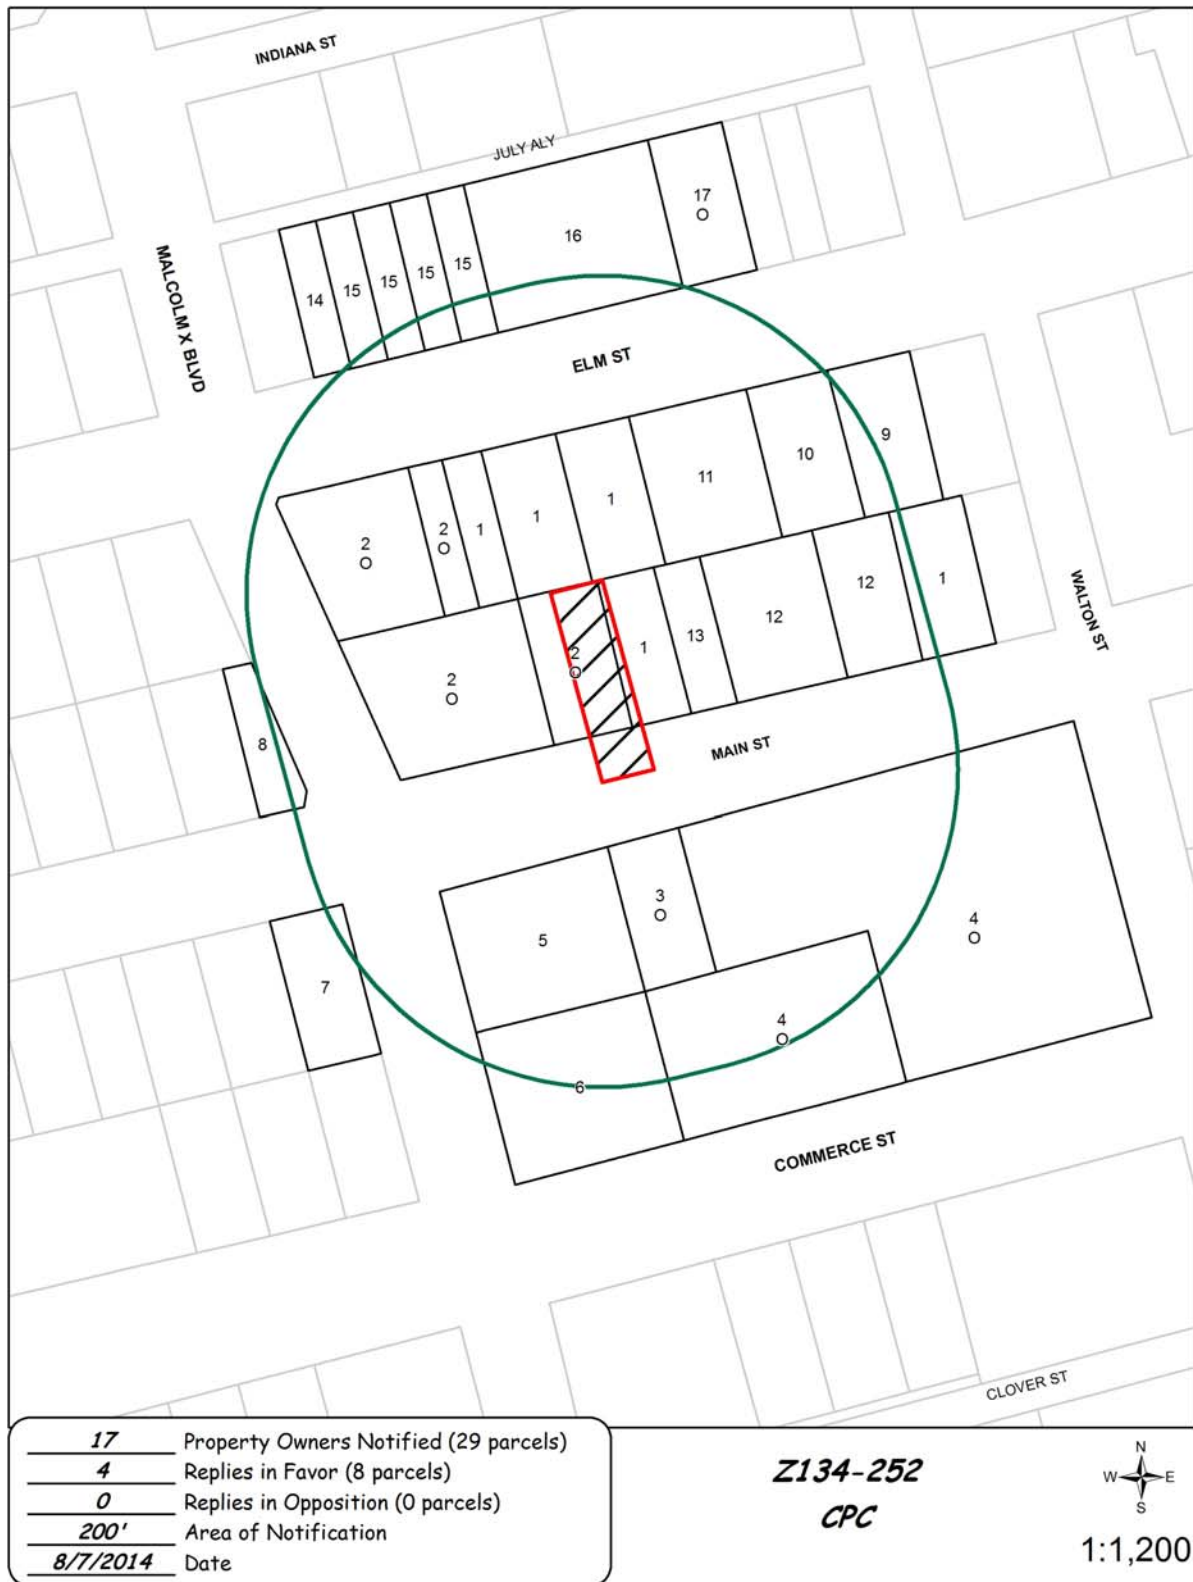 INDIANA ST
JULY ALY
17
16
15
15
15
15
14
MALCOLM X BLVD
ELM ST
9
10
11
1
1
1
2
2
12
12
1
WALTON ST
13
1
2
2
8
MAIN ST
3
4
5
7
4
6
COMMERCE ST
CLOVER ST
17 Property Owners Notified (29 parcels)
4 Replies in Favor (8 parcels)
0 Replies in Opposition (0 parcels)
200' Area of Notification
8/7/2014 Date
Z134-252
CPC
N
W E
S
1:1,200